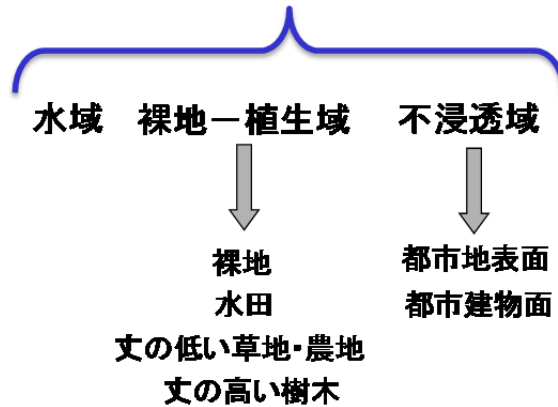 水域 裸地－植生域 不浸透域
裸地
水田
丈の低い草地・農地
丈の高い樹木
都市地表面
都市建物面